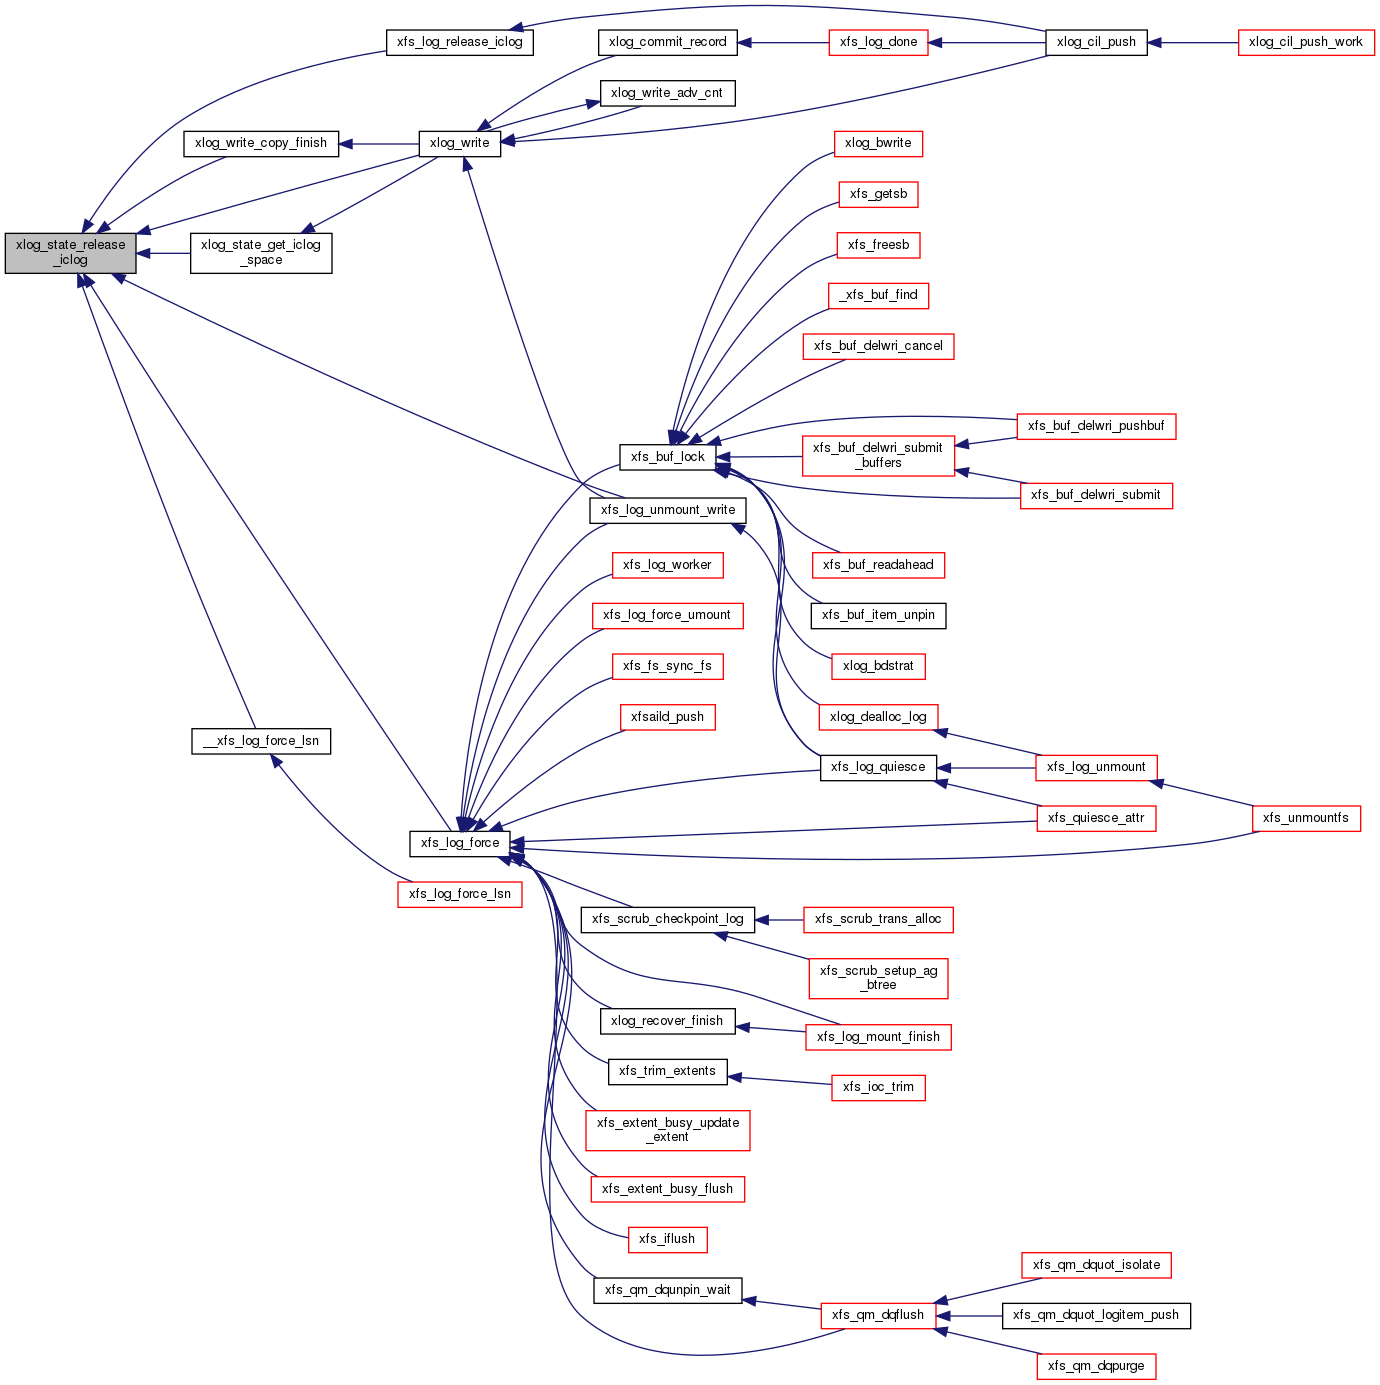 xfs_log_release_iclog
xlog_commit_record
xfs_log_done
xlog_cil_push
xlog_cil_push_work
xlog_write_adv_cnt
xlog_write_copy_finish
xlog_write
xlog_bwrite
xfs_getsb
xlog_state_release
_iclog
xlog_state_get_iclog
_space
xfs_freesb
_xfs_buf_find
xfs_buf_delwri_cancel
xfs_buf_delwri_pushbuf
xfs_buf_lock
xfs_buf_delwri_submit
_buffers
xfs_buf_delwri_submit
xfs_log_unmount_write
xfs_log_worker
xfs_buf_readahead
xfs_log_force_umount
xfs_buf_item_unpin
xfs_fs_sync_fs
xlog_bdstrat
xfsaild_push
xlog_dealloc_log
__xfs_log_force_lsn
xfs_log_quiesce
xfs_log_unmount
xfs_quiesce_attr
xfs_unmountfs
xfs_log_force
xfs_log_force_lsn
xfs_scrub_checkpoint_log
xfs_scrub_trans_alloc
xfs_scrub_setup_ag
_btree
xlog_recover_finish
xfs_log_mount_finish
xfs_trim_extents
xfs_ioc_trim
xfs_extent_busy_update
_extent
xfs_extent_busy_flush
xfs_iflush
xfs_qm_dquot_isolate
xfs_qm_dqunpin_wait
xfs_qm_dqflush
xfs_qm_dquot_logitem_push
xfs_qm_dqpurge